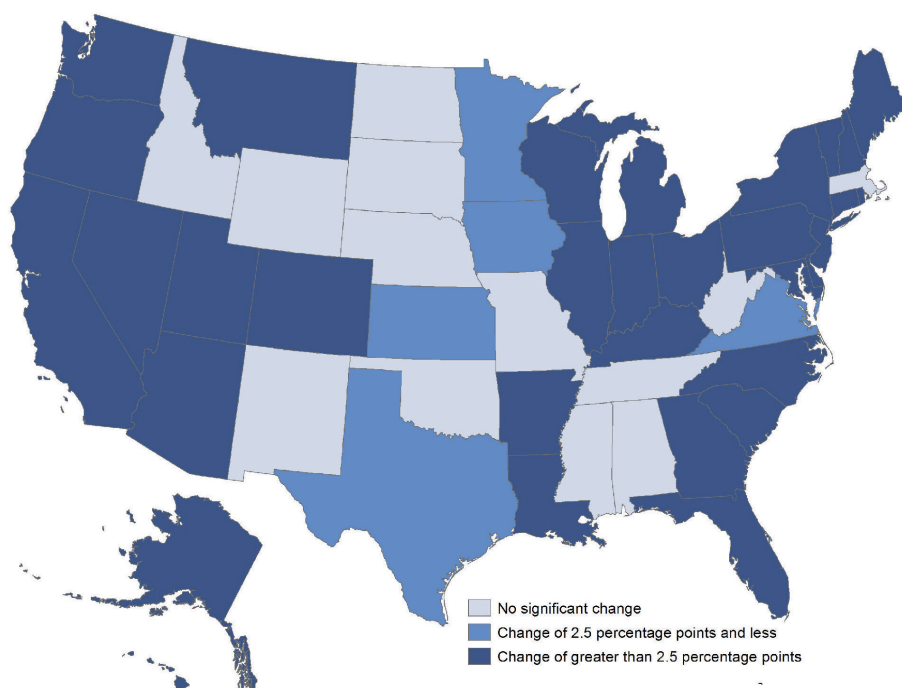 No significant change
Change of 2.5 percentage points and less
Change of greater than 2.5 percentage points